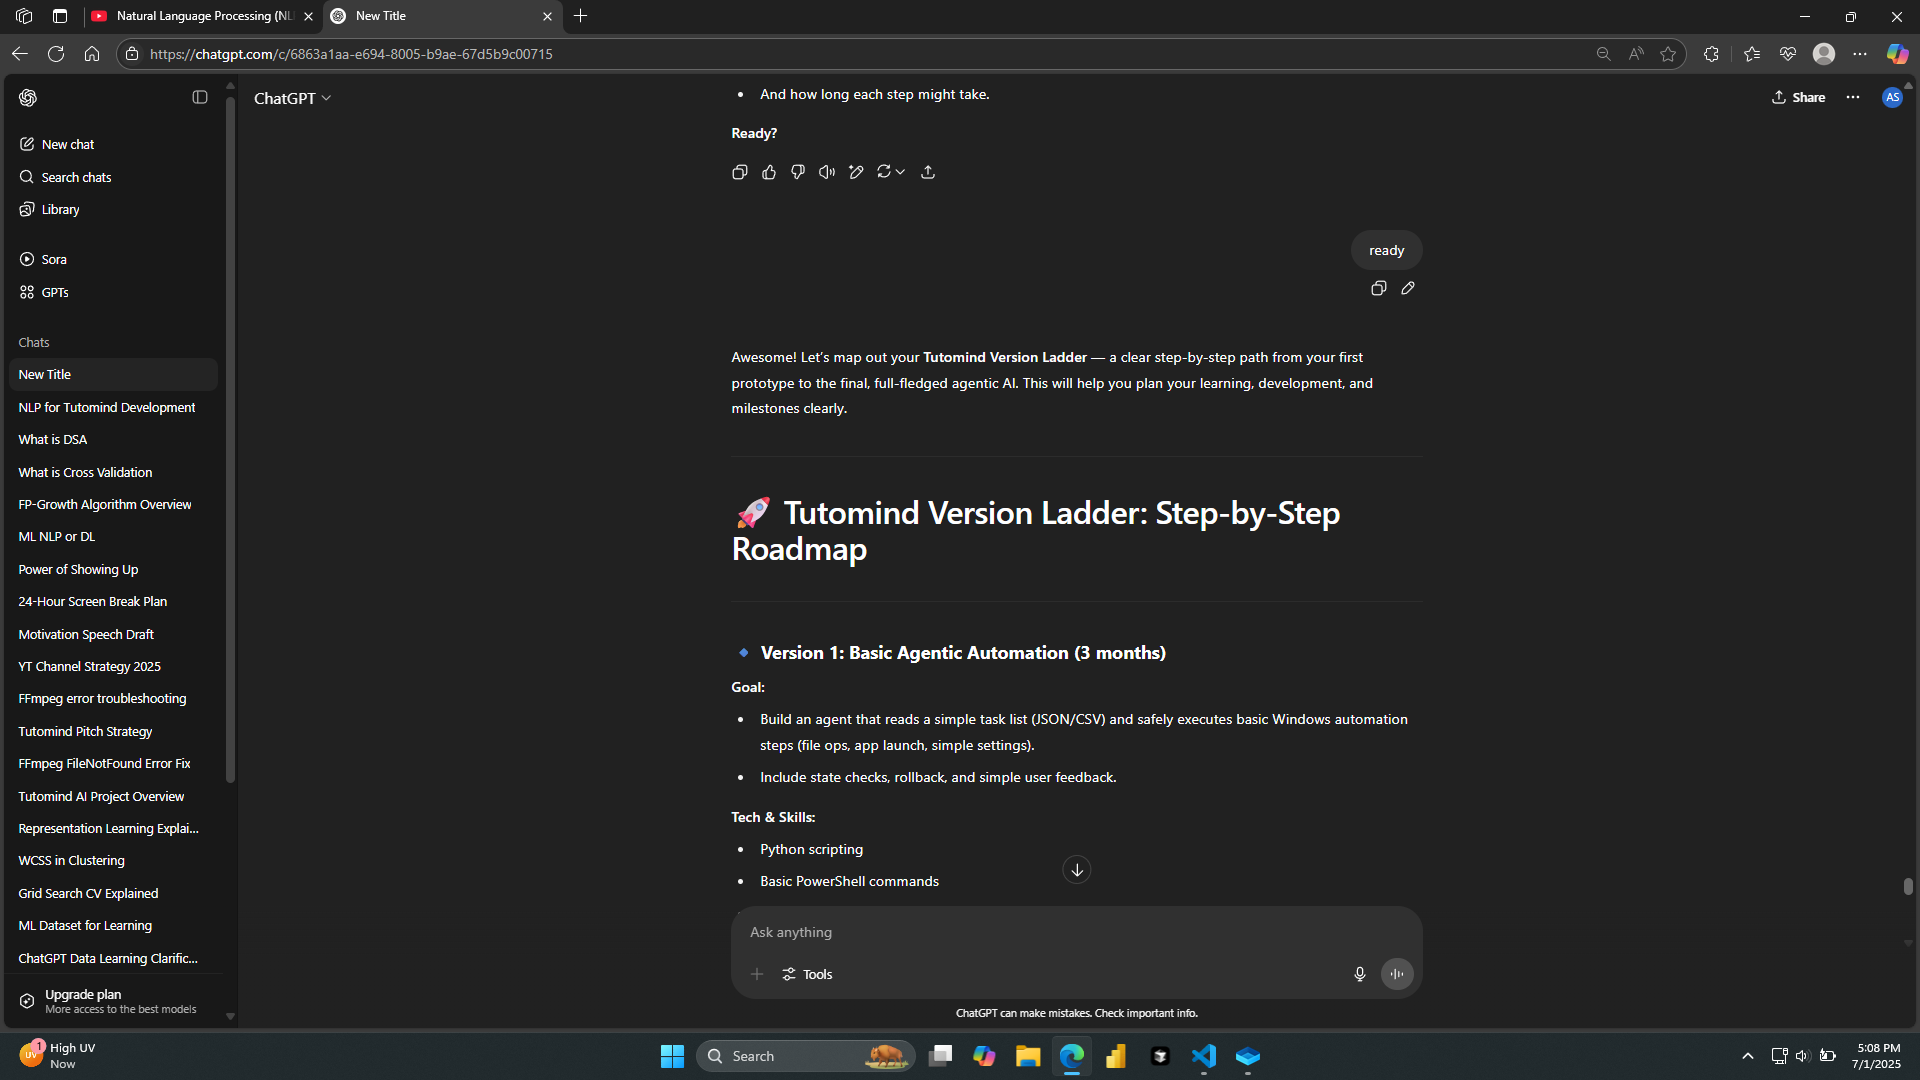 Natural Language Processing (NL
New Title
https://chatgpt.com/c/6863a1aa-e694-8005-b9ae-67d5b9c00715
ChatGPT
Share
AS
New chat
Search chats
Library
Sora
GPTs
Chats
New Title
NLP for Tutomind Development
What is DSA
What is Cross Validation
FP-Growth Algorithm Overview
ML NLP or DL
Power of Showing Up
24-Hour Screen Break Plan
Motivation Speech Draft
YT Channel Strategy 2025
FFmpeg error troubleshooting
Tutomind Pitch Strategy
FFmpeg FileNotFound Error Fix
Tutomind AI Project Overview
Representation Learning Explai...
WCSS in Clustering
Grid Search CV Explained
ML Dataset for Learning
ChatGPT Data Learning Clarific...
Upgrade plan
More access to the best models
• And how long each step might take.
Ready?
ready
Awesome! Let's map out your Tutomind Version Ladder — a clear step-by-step path from your first
prototype to the final, full-fledged agentic AI. This will help you plan your learning, development, and
milestones clearly.
🚀 Tutomind Version Ladder: Step-by-Step
Roadmap
🔹 Version 1: Basic Agentic Automation (3 months)
Goal:
• Build an agent that reads a simple task list (JSON/CSV) and safely executes basic Windows automation
steps (file ops, app launch, simple settings).
• Include state checks, rollback, and simple user feedback.
Tech & Skills:
• Python scripting
• Basic PowerShell commands
Ask anything
Tools
ChatGPT can make mistakes. Check important info.
UV
1
High UV
Now
Search
5:08 PM
7/1/2025